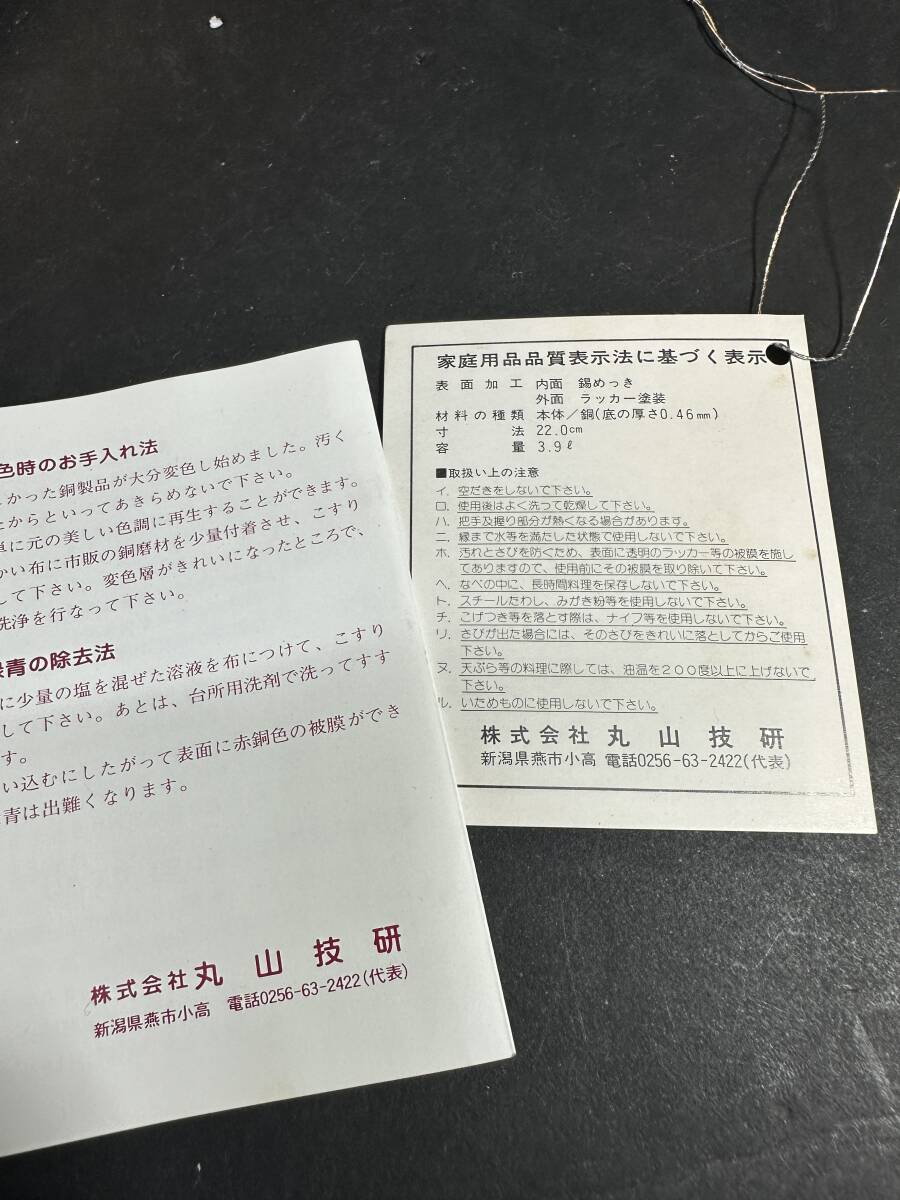 色時のお手入れ法
かった銅製品が大分変色し始めました。汚く
からといってあきらめないで下さい。
単に元の美しい色調に再生することができます。
かい布に市販の銅磨材を少量付着させ、こすり
して下さい。変色層がきれいになったところで、
洗浄を行なって下さい。
青の除去法
に少量の塩を混ぜた溶液を布につけて、こすり
して下さい。あとは、台所用洗剤で洗ってすす
す。
い込むにしたがって表面に赤銅色の被膜ができ
青は出難くなります。
株式会社 丸山技研
新潟県燕市小高 電話0256-63-2422(代表)
家庭用品品質表示法に基づく表示
表面加工 内面 錫めっき
外面 ラッカー塗装
材料の種類 本体/銅(底の厚さ0.46mm)
寸法 22.0cm
容量 3.9ℓ
■取扱い上の注意
イ. 空だきをしないで下さい。
ロ. 使用後はよく洗って乾燥して下さい。
ハ. 把手及握り部分が熱くなる場合があります。
ニ. 縁まで水等を満たした状態で使用しないで下さい。
ホ. 汚れとさびを防ぐため、表面に透明のラッカー等の被膜を施し
てありますので、使用前にその被膜を取り除いて下さい。
ヘ. なべの中に、長時間料理を保存しないで下さい。
ト. スチールたわし、みがき粉等を使用しないで下さい。
チ. こげつき等を落とす際は、ナイフ等を使用しないで下さい。
リ. さびが出た場合には、そのさびをきれいに落としてからご使用
下さい。
ヌ. 天ぷら等の料理に際しては、油温を200度以上に上げないで
下さい。
ル. いためものに使用しないで下さい。
株式会社 丸山技研
新潟県燕市小高 電話0256-63-2422(代表)